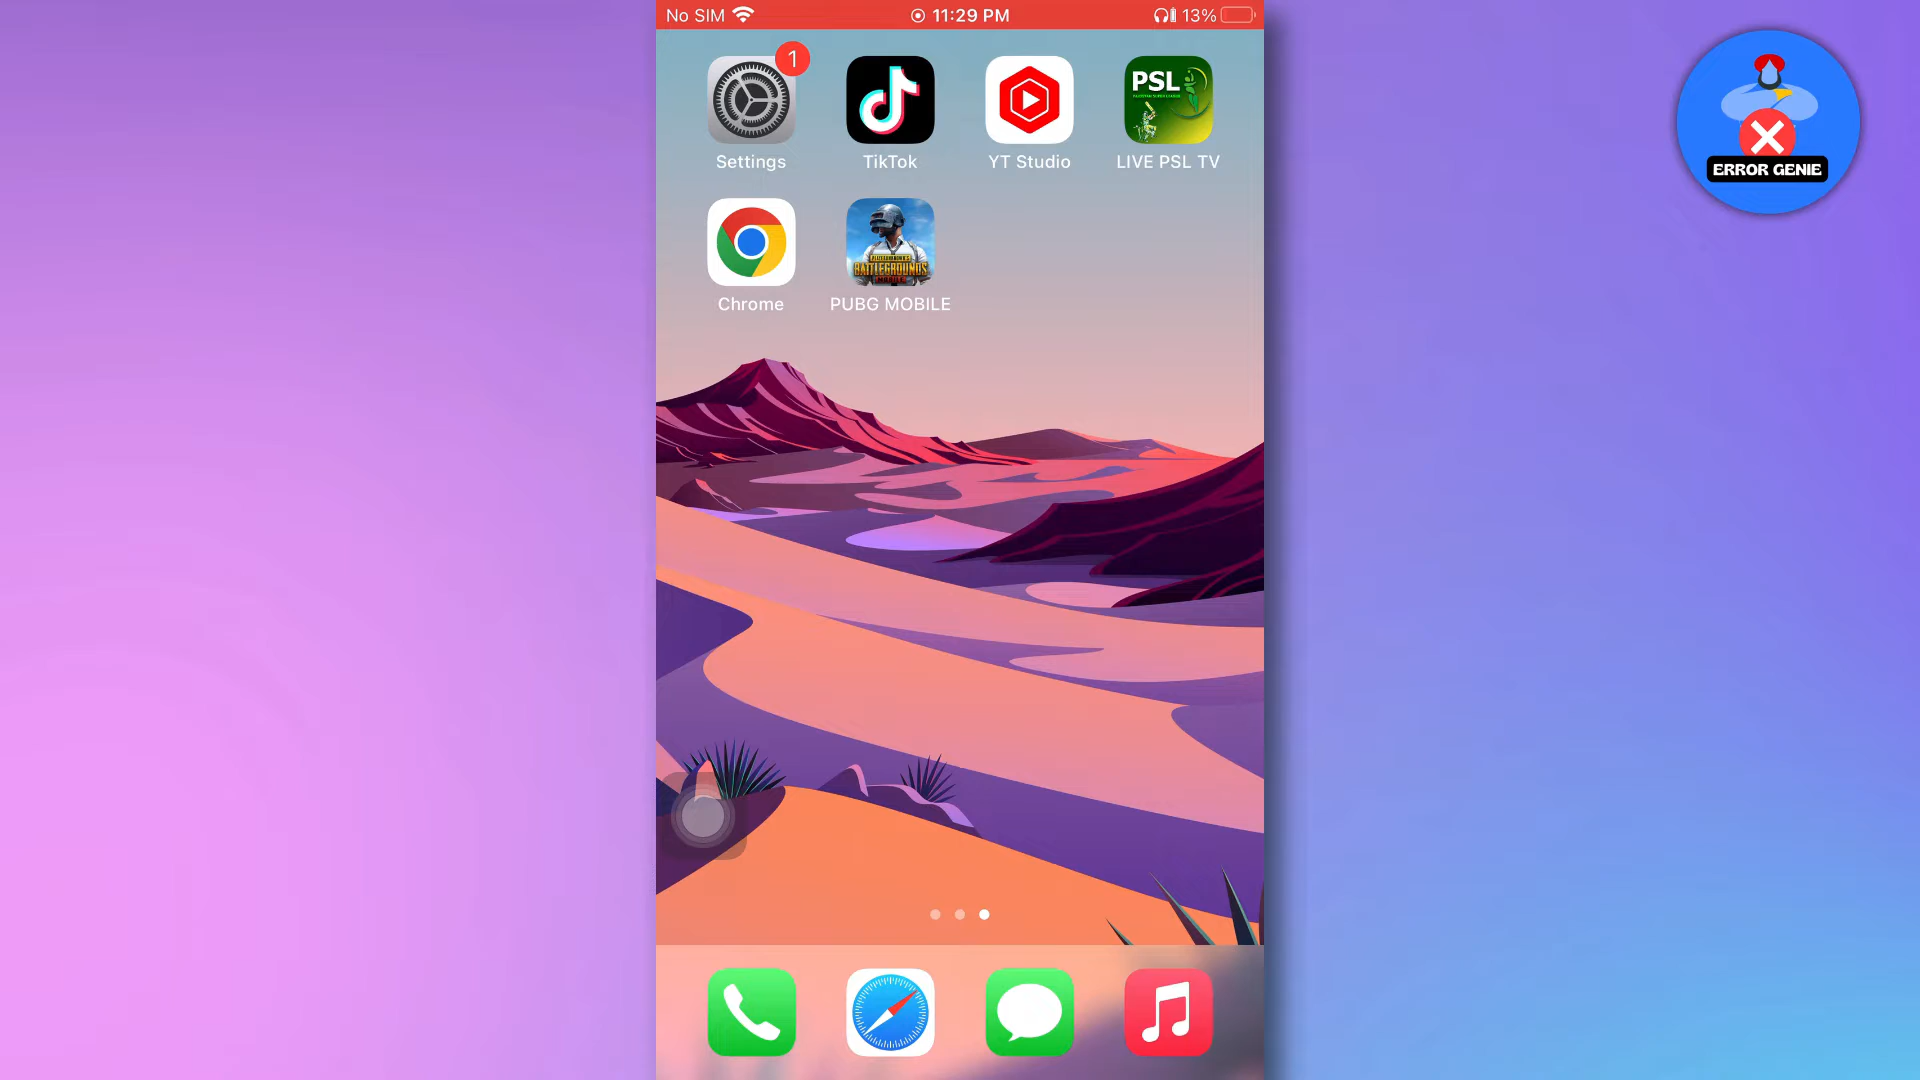 No SIM 11:29 PM 13%
1
Settings TikTok YT Studio LIVE PSL TV
PSL
Chrome PUBG MOBILE
BATTLEGROUNDS
ERROR GENIE